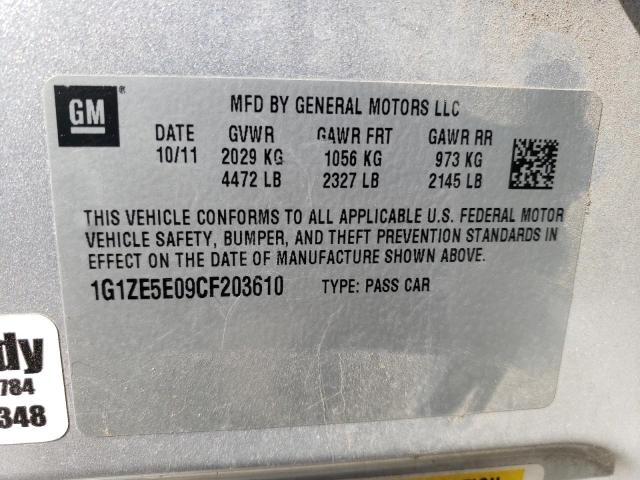 GM ®
MFD BY GENERAL MOTORS LLC
DATE GVWR GAWR FRT GAWR RR
10/11 2029 KG 1056 KG 973 KG
4472 LB 2327 LB 2145 LB
THIS VEHICLE CONFORMS TO ALL APPLICABLE U.S. FEDERAL MOTOR
VEHICLE SAFETY, BUMPER, AND THEFT PREVENTION STANDARDS IN
EFFECT ON THE DATE OF MANUFACTURE SHOWN ABOVE.
1G1ZE5E09CF203610 TYPE: PASS CAR
dy
784
348